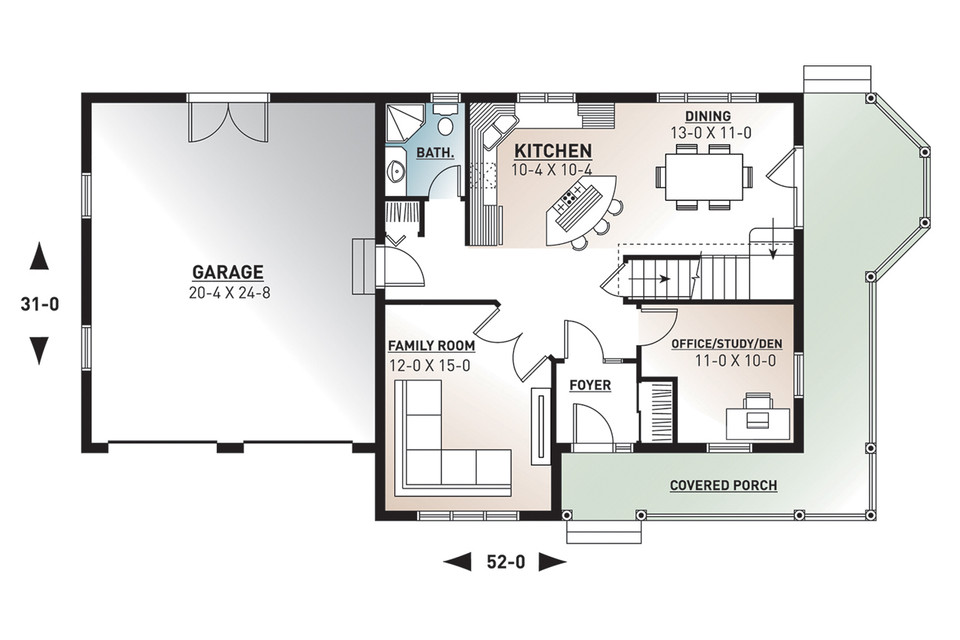 DINING
13-0 X 11-0
KITCHEN
10-4 X 10-4
BATH.
GARAGE
20-4 X 24-8
31-0
FAMILY ROOM
12-0 X 15-0
OFFICE/STUDY/DEN
11-0 X 10-0
FOYER
COVERED PORCH
52-0